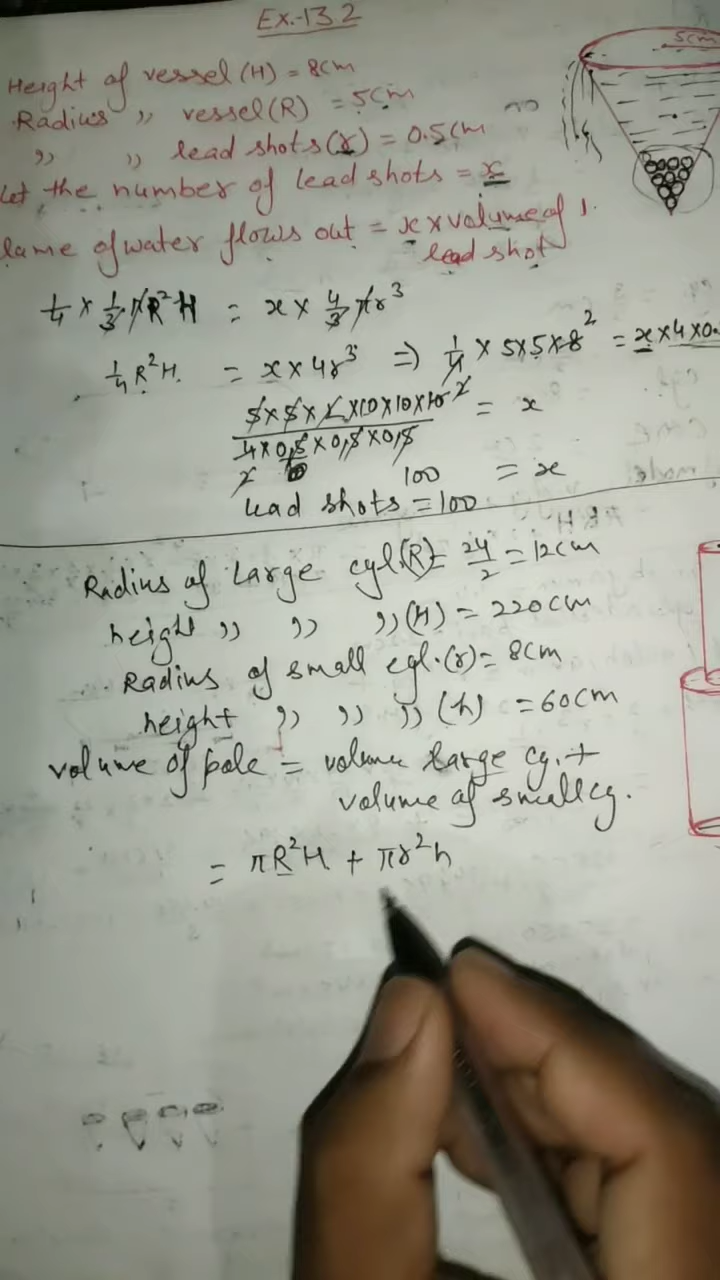 Ex.-13.2
5cm
Height of vessel (H) = 8cm
Radius ,, vessel (R) = 5cm
,, ,, lead shots (r) = 0.5cm
Let the number of lead shots = x
lame of water flows out = x × volume of 1
lead shot
1/4 × 1/3 πR²H = x × 4/3 πr³
1/4 R²H = x × 4r³ ⇒ 1/4 × 5×5×8² = x×4×0.
5×5×2×10×10×10 2 / 4×0.5×0.5×0.5 = x
100 = x
lead shots = 100
Radius of large cyl.(R) = 24/2 = 12cm
height ,, ,, ,, (H) = 220cm
Radius of small cyl.(r) = 8cm
height ,, ,, ,, (h) = 60cm
volume of pole = volume large cy. +
volume of small cy.
= πR²H + πr²h